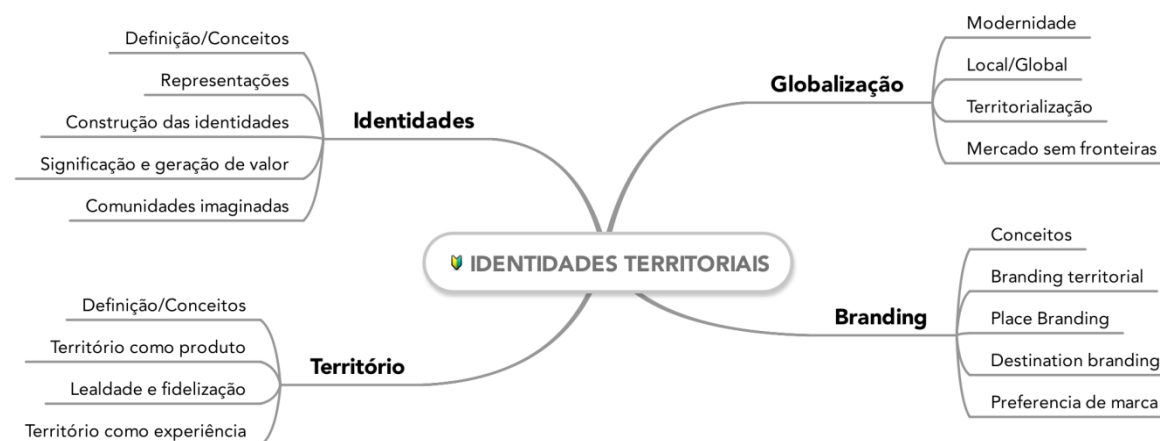 IDENTIDADES TERRITORIAIS
Identidades
Definição/Conceitos
Representações
Construção das identidades
Significação e geração de valor
Comunidades imaginadas
Território
Definição/Conceitos
Território como produto
Lealdade e fidelização
Território como experiência
Globalização
Modernidade
Local/Global
Territorialização
Mercado sem fronteiras
Branding
Conceitos
Branding territorial
Place Branding
Destination branding
Preferencia de marca